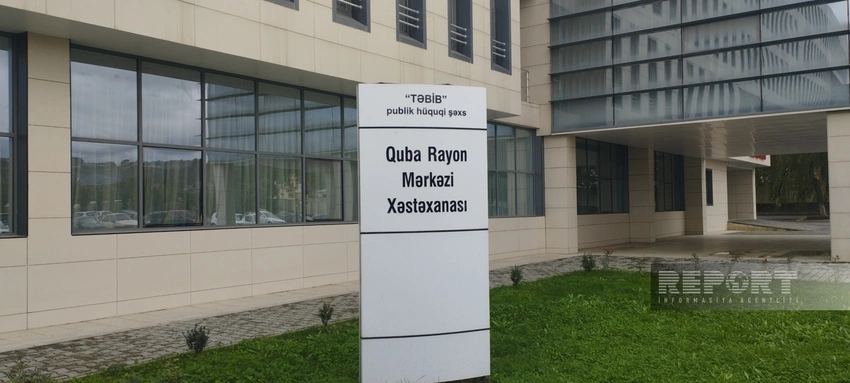 "TƏBİB"
publik hüquqi şəxs
Quba Rayon
Mərkəzi
Xəstəxanası
REPORT
İNFORMASİYA AGENTLİYİ